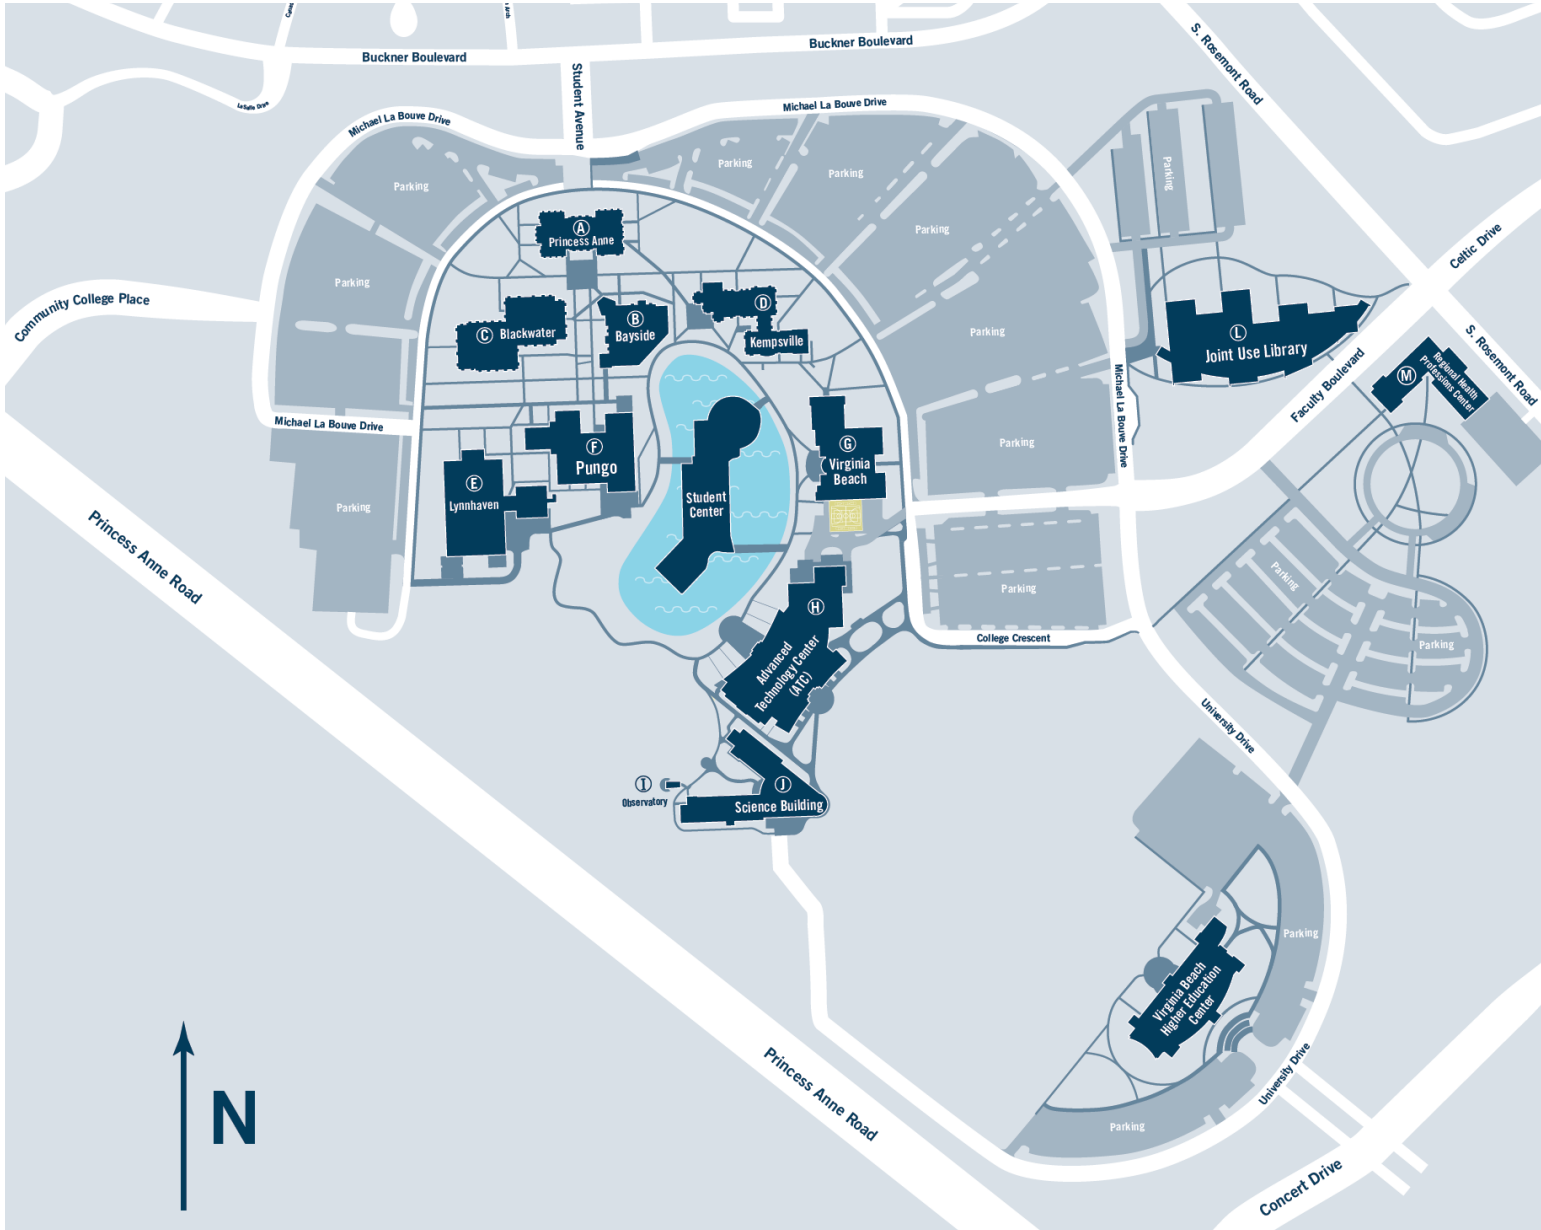 Cypress
Arch
Buckner Boulevard
Buckner Boulevard
S. Rosemont Road
Student Avenue
LaSalle Drive
Michael La Bouve Drive
Michael La Bouve Drive
Parking
Parking
Parking
Parking
Parking
A
Princess Anne
Parking
Celtic Drive
Community College Place
Parking
D
Kempsville
B
Bayside
C Blackwater
Parking
L
Joint Use Library
S. Rosemont Road
Faculty Boulevard
M
Regional Health
Professions Center
Michael La Bouve Drive
Michael La Bouve Drive
F
Pungo
G
Virginia
Beach
Parking
E
Lynnhaven
Student
Center
Parking
Princess Anne Road
Parking
Parking
H
Advanced
Technology Center
(ATC)
College Crescent
Parking
University Drive
I
Observatory
J
Science Building
Parking
Virginia Beach
Higher Education
Center
N
Princess Anne Road
University Drive
Parking
Concert Drive